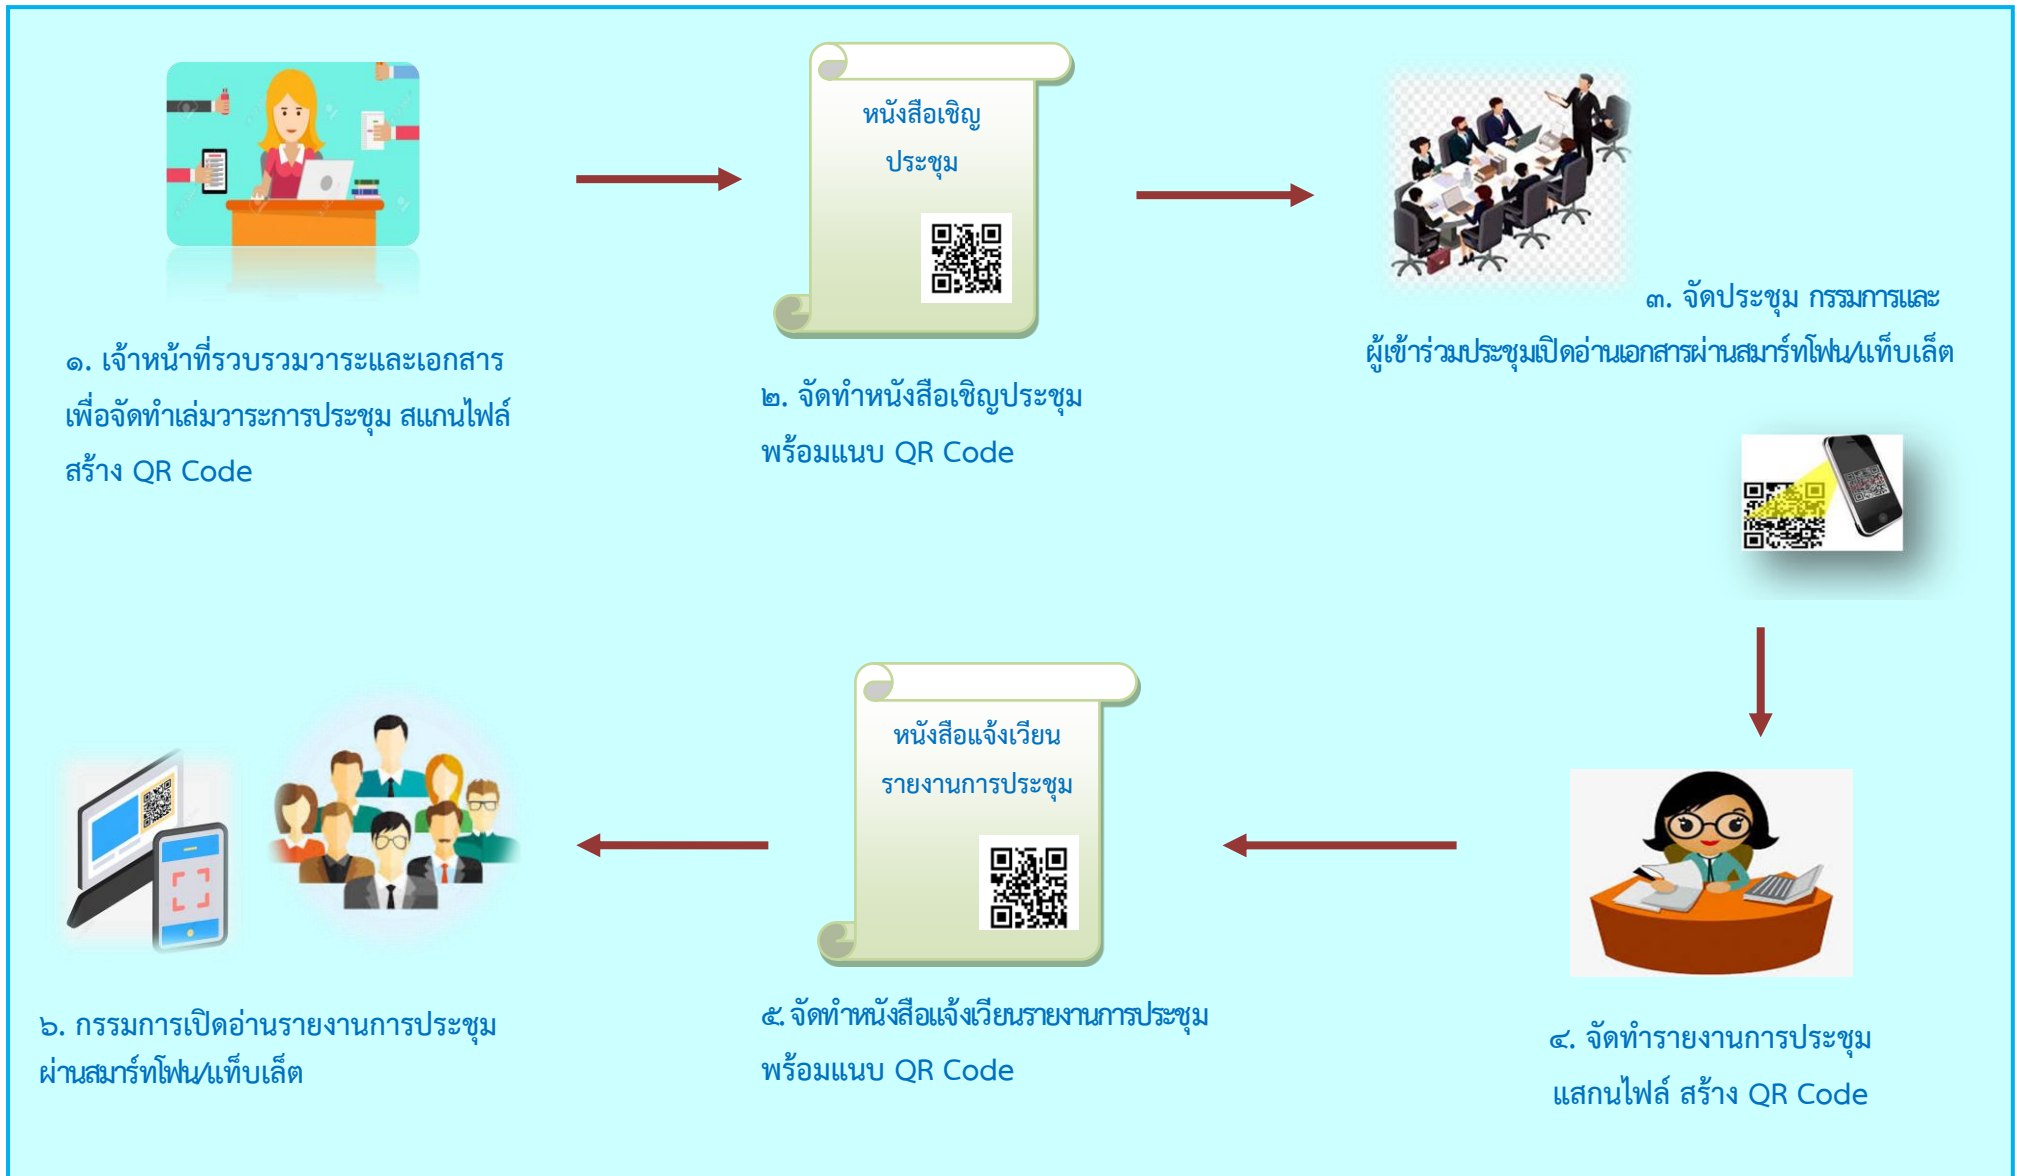 หนังสือเชิญ
ประชุม
๑. เจ้าหน้าที่รวบรวมวาระและเอกสาร
เพื่อจัดทำเล่มวาระการประชุม สแกนไฟล์
สร้าง QR Code
๒. จัดทำหนังสือเชิญประชุม
พร้อมแนบ QR Code
๓. จัดประชุม กรรมการและ
ผู้เข้าร่วมประชุมเปิดอ่านเอกสารผ่านสมาร์ทโฟน/แท็บเล็ต
๔. จัดทำรายงานการประชุม
แสกนไฟล์ สร้าง QR Code
หนังสือแจ้งเวียน
รายงานการประชุม
๕. จัดทำหนังสือแจ้งเวียนรายงานการประชุม
พร้อมแนบ QR Code
๖. กรรมการเปิดอ่านรายงานการประชุม
ผ่านสมาร์ทโฟน/แท็บเล็ต